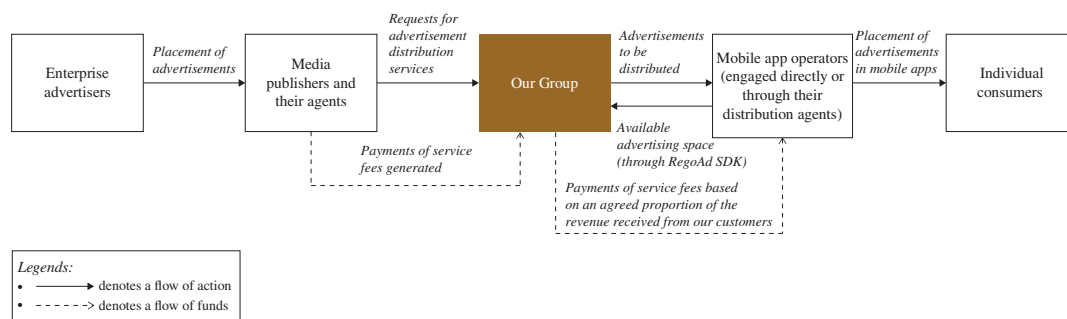 Enterprise
advertisers
Placement of
advertisements
Media
publishers and
their agents
Requests for
advertisement
distribution
services
Our Group
Advertisements
to be
distributed
Available
advertising space
(through RegoAd SDK)
Mobile app operators
(engaged directly or
through their
distribution agents)
Placement of
advertisements
in mobile apps
Individual
consumers
Payments of service
fees generated
Payments of service fees based
on an agreed proportion of the
revenue received from our customers
Legends:
• denotes a flow of action
• denotes a flow of funds